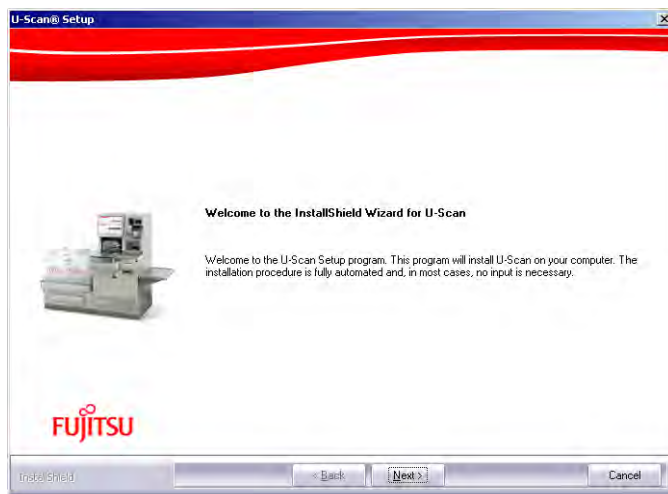 U-Scan® Setup
Welcome to the InstallShield Wizard for U-Scan
Welcome to the U-Scan Setup program. This program will install U-Scan on your computer. The
installation procedure is fully automated and, in most cases, no input is necessary.
FUJITSU
InstallShield
< Back
Next >
Cancel